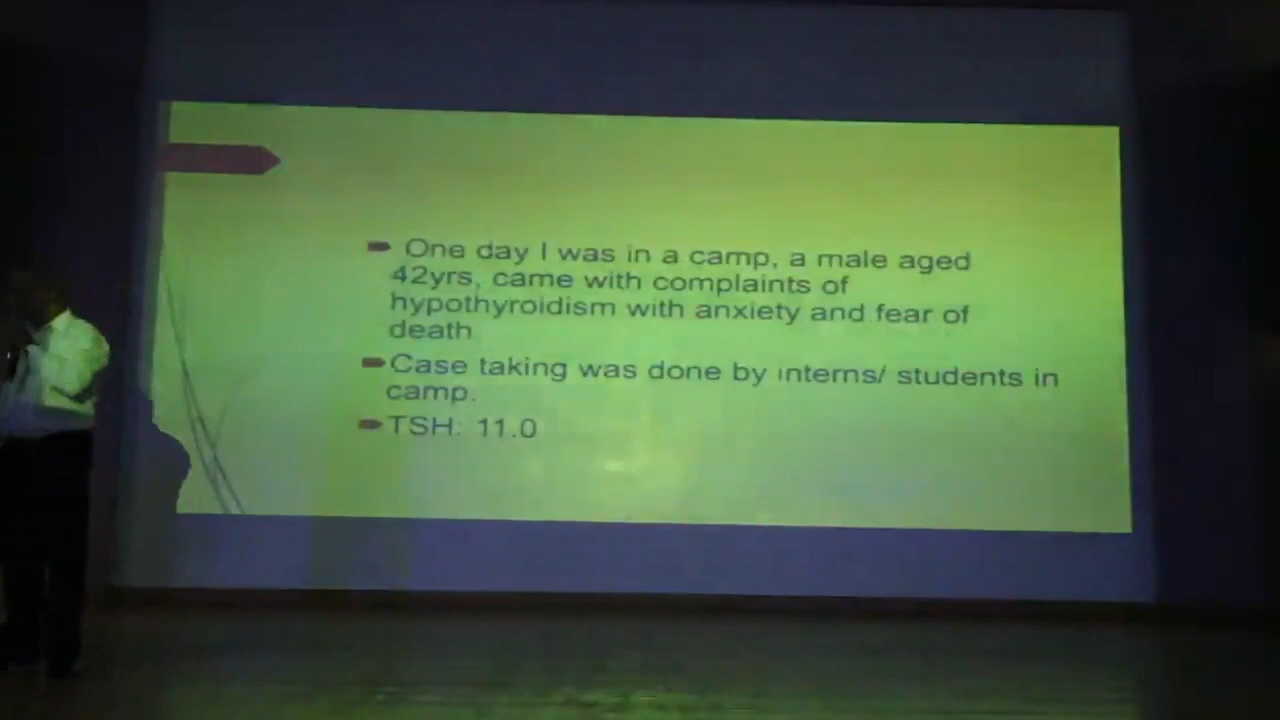 One day I was in a camp, a male aged
42yrs, came with complaints of
hypothyroidism with anxiety and fear of
death
Case taking was done by interns/ students in
camp.
TSH: 11.0